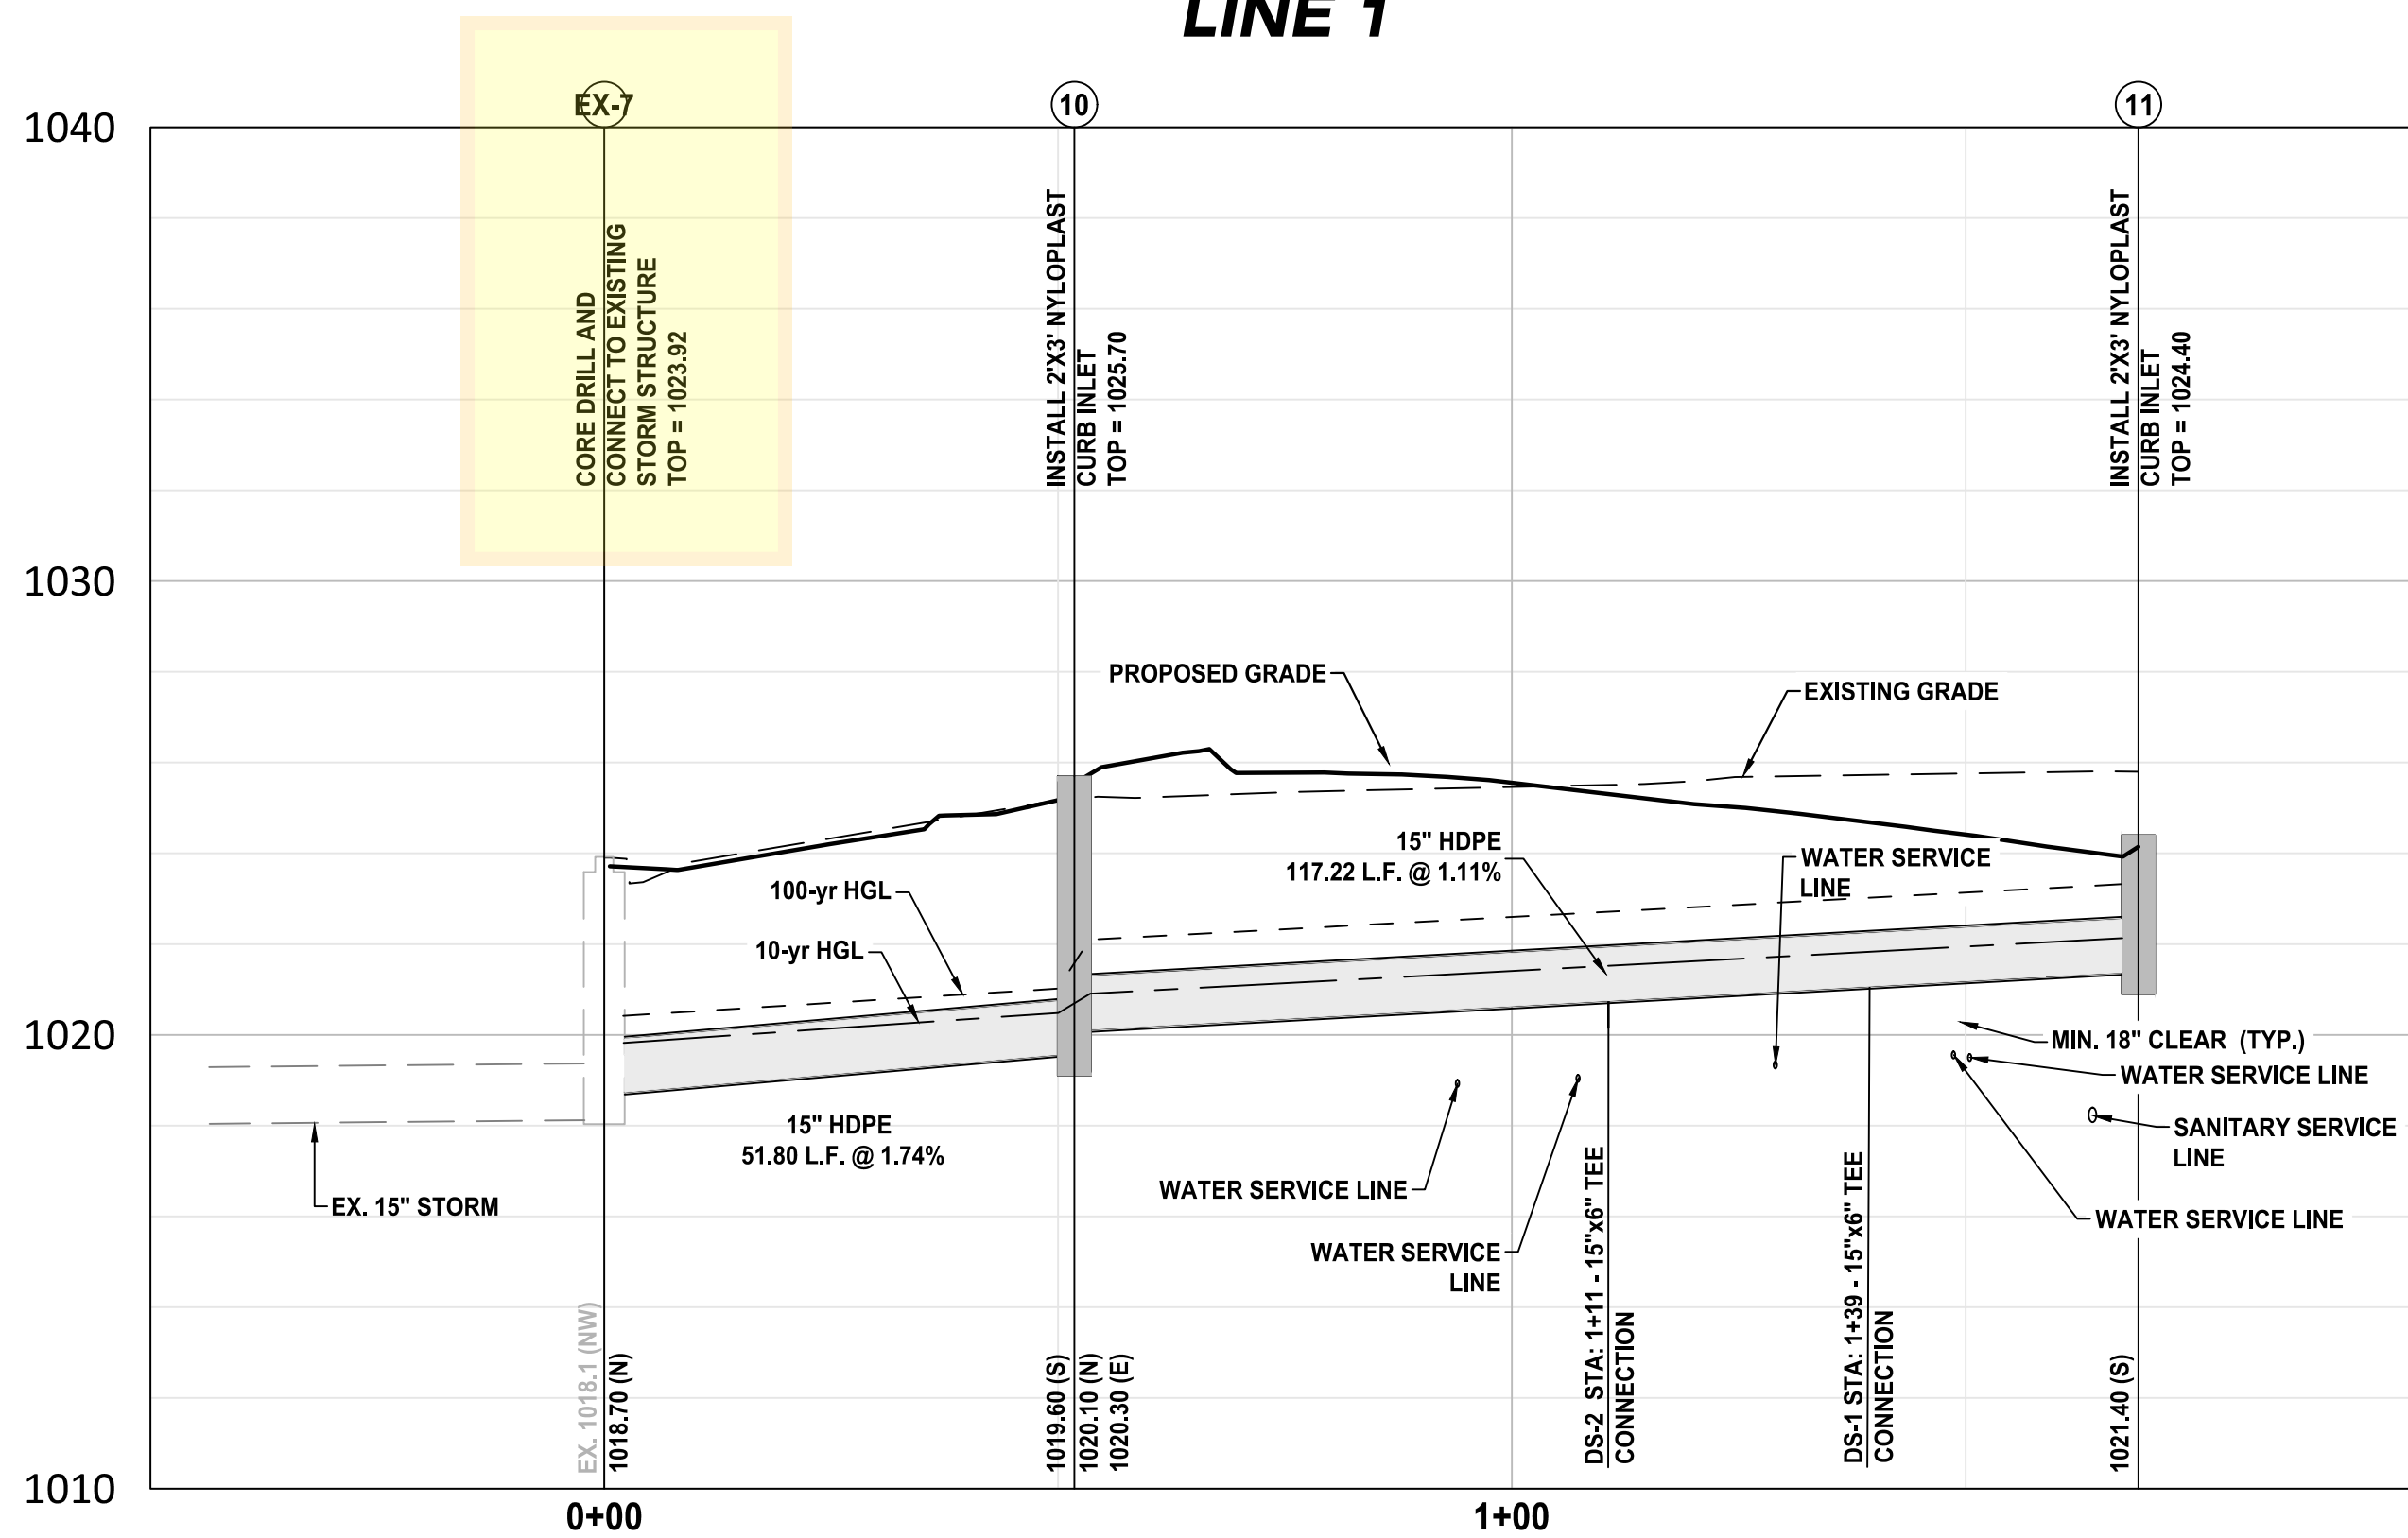 LINE 1
EX-7
10
11
1040
1030
1020
1010
CORE DRILL AND
CONNECT TO EXISTING
STORM STRUCTURE
TOP = 1023.92
INSTALL 2'X3' NYLOPLAST
CURB INLET
TOP = 1025.70
INSTALL 2'X3' NYLOPLAST
CURB INLET
TOP = 1024.40
PROPOSED GRADE
EXISTING GRADE
15" HDPE
117.22 L.F. @ 1.11%
WATER SERVICE
LINE
100-yr HGL
10-yr HGL
MIN. 18" CLEAR (TYP.)
WATER SERVICE LINE
SANITARY SERVICE
LINE
WATER SERVICE LINE
15" HDPE
51.80 L.F. @ 1.74%
EX. 15" STORM
WATER SERVICE LINE
WATER SERVICE
LINE
EX. 1018.1 (NW)
1018.70 (N)
1019.60 (S)
1020.10 (N)
1020.30 (E)
DS-2 STA: 1+11 - 15"x6" TEE
CONNECTION
DS-1 STA: 1+39 - 15"x6" TEE
CONNECTION
1021.40 (S)
0+00
1+00